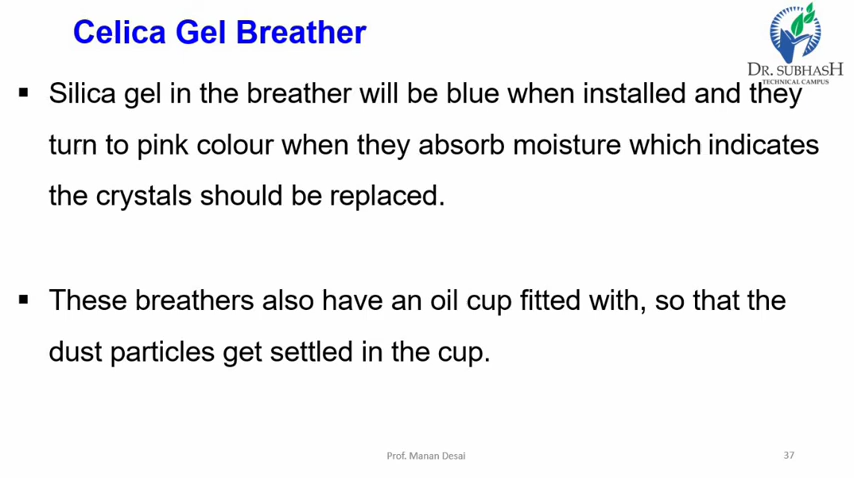 Celica Gel Breather
DR. SUBHASH
TECHNICAL CAMPUS
▪ Silica gel in the breather will be blue when installed and they
turn to pink colour when they absorb moisture which indicates
the crystals should be replaced.
▪ These breathers also have an oil cup fitted with, so that the
dust particles get settled in the cup.
Prof. Manan Desai
37